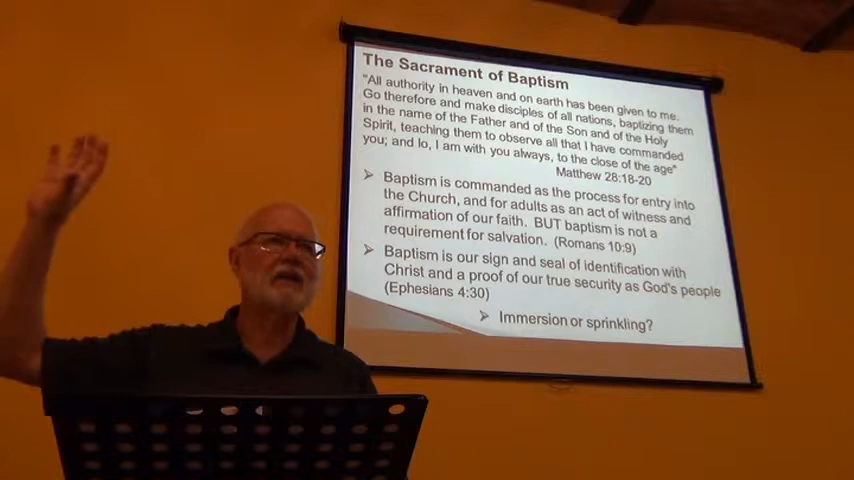 The Sacrament of Baptism
"All authority in heaven and on earth has been given to me.
Go therefore and make disciples of all nations, baptizing them
in the name of the Father and of the Son and of the Holy
Spirit, teaching them to observe all that I have commanded
you; and lo, I am with you always, to the close of the age"
Matthew 28:18-20
➢ Baptism is commanded as the process for entry into
the Church, and for adults as an act of witness and
affirmation of our faith. BUT baptism is not a
requirement for salvation. (Romans 10:9)
➢ Baptism is our sign and seal of identification with
Christ and a proof of our true security as God's people
(Ephesians 4:30)
➢ Immersion or sprinkling?